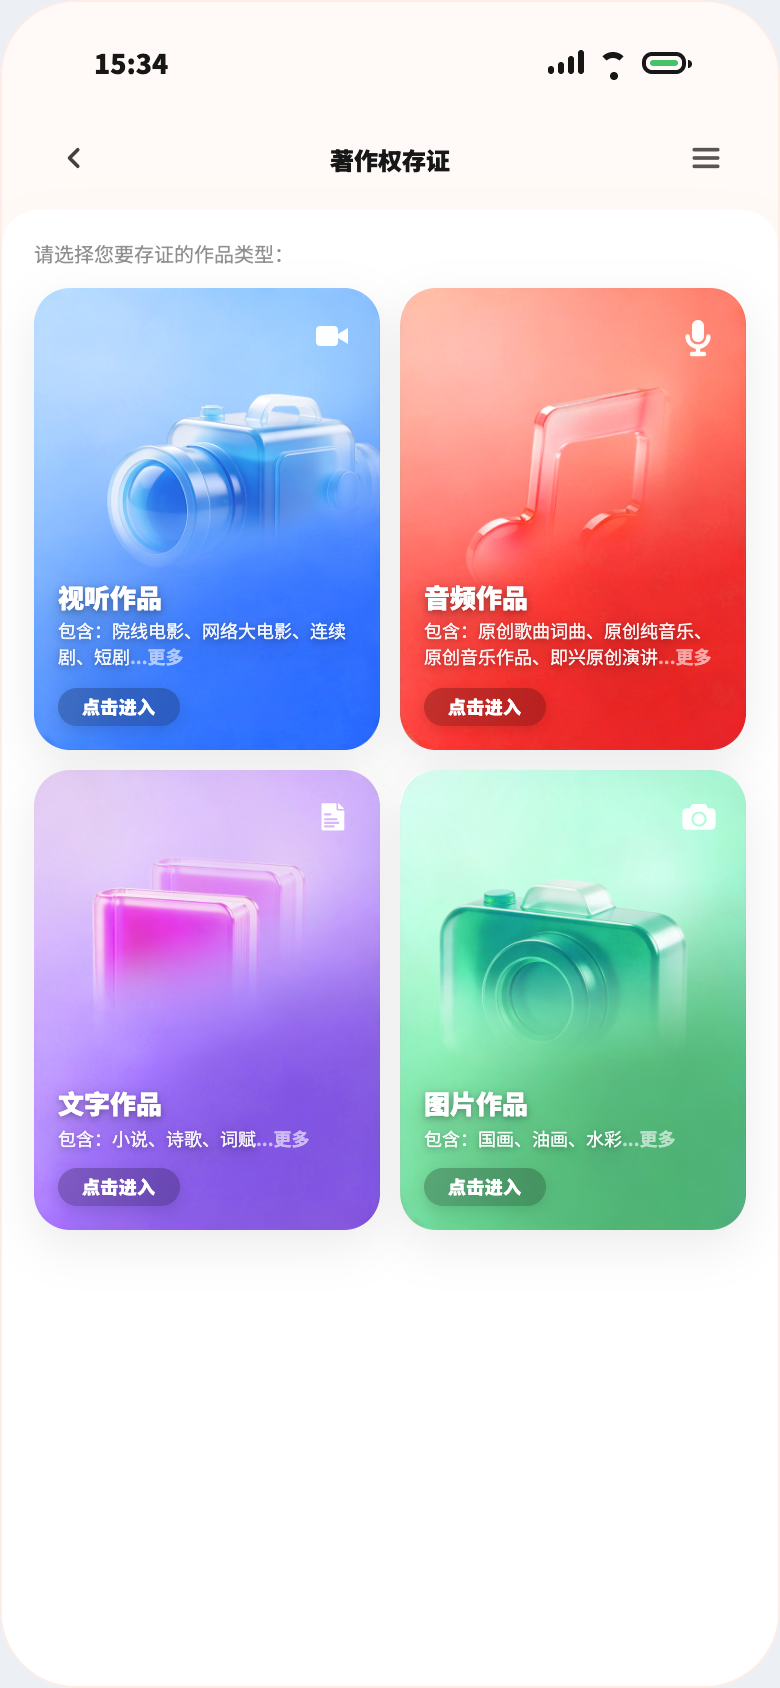 15:34
著作权存证
请选择您要存证的作品类型：
视听作品
包含：院线电影、网络大电影、连续
剧、短剧...更多
点击进入
音频作品
包含：原创歌曲词曲、原创纯音乐、
原创音乐作品、即兴原创演讲...更多
点击进入
文字作品
包含：小说、诗歌、词赋...更多
点击进入
图片作品
包含：国画、油画、水彩...更多
点击进入